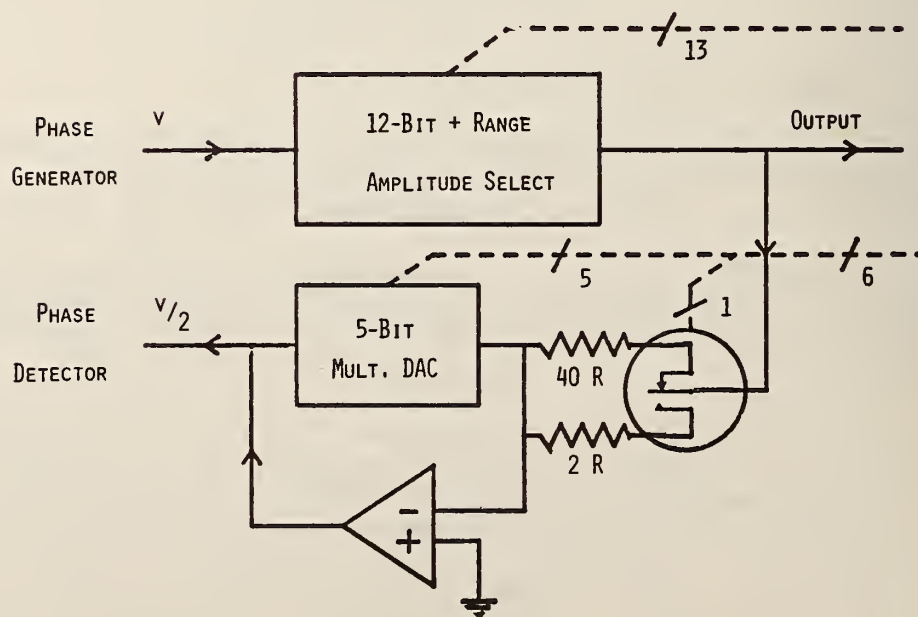 13
PHASE
GENERATOR
V
12-BIT + RANGE
AMPLITUDE SELECT
OUTPUT
5
6
PHASE
DETECTOR
V/2
5-BIT
MULT. DAC
40 R
2 R
1
-
+